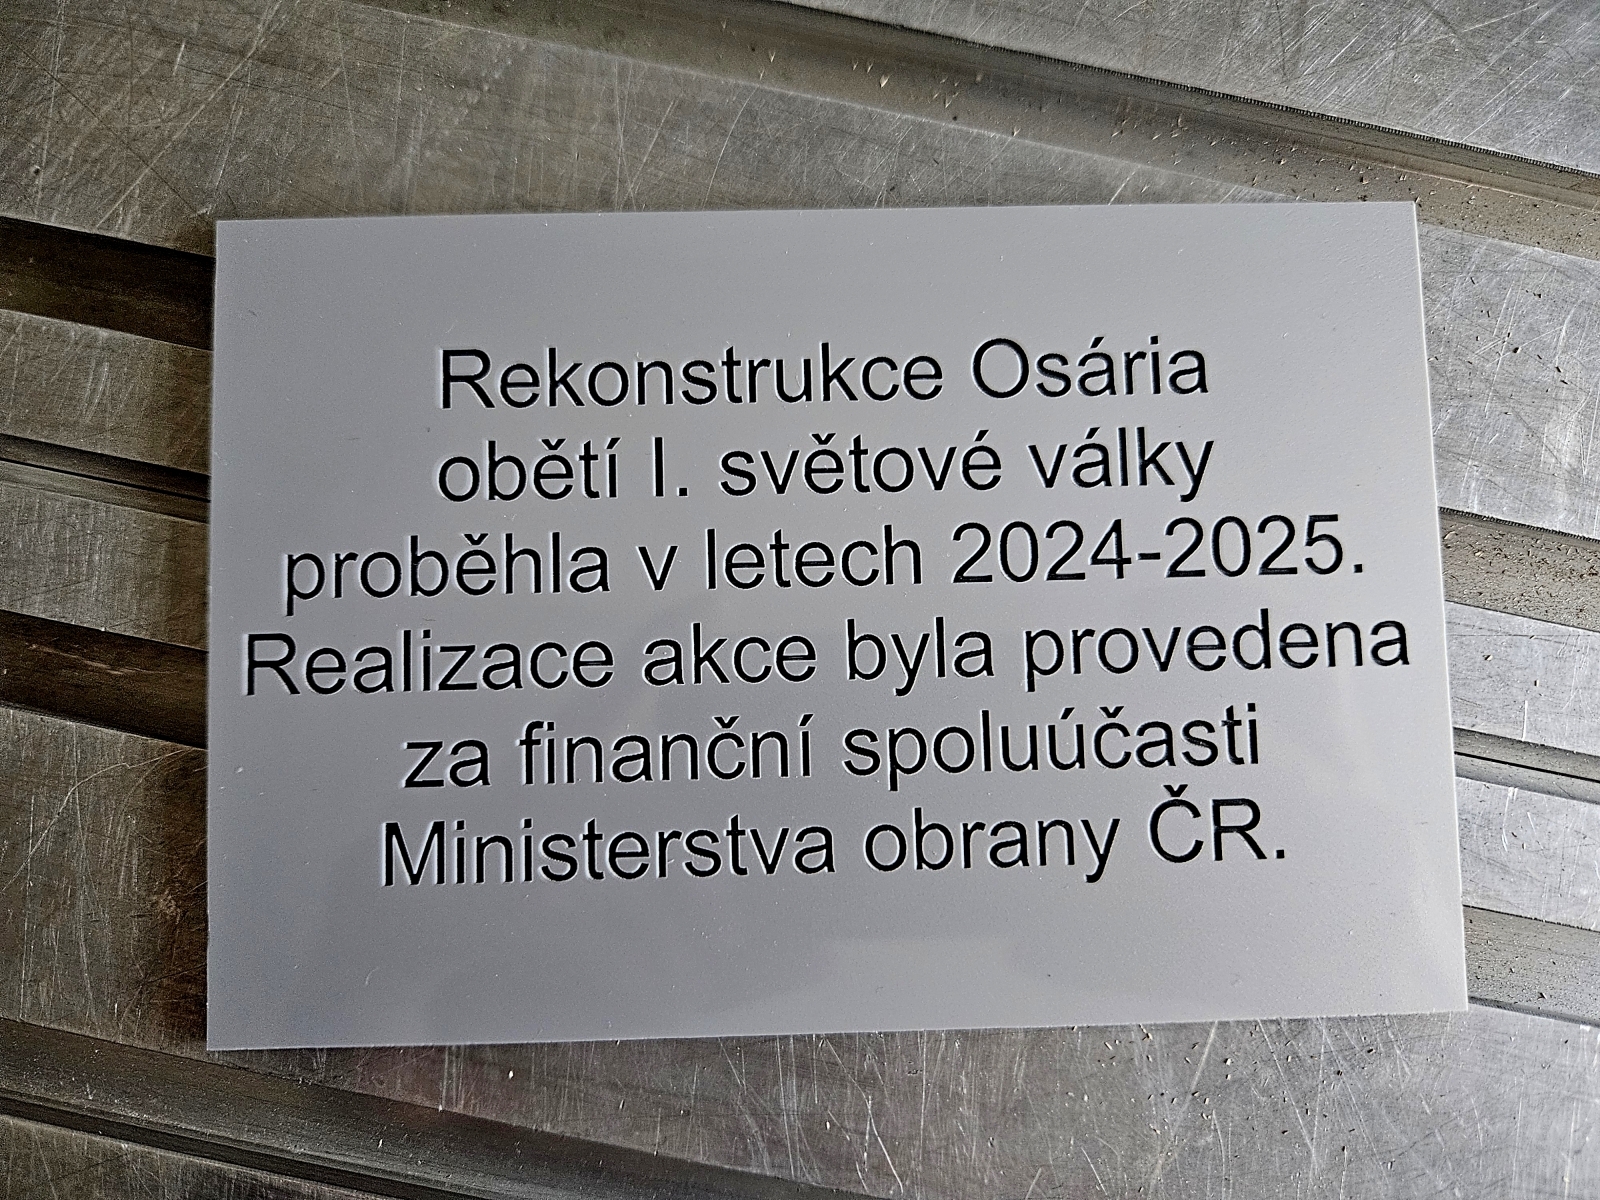 Rekonstrukce Osária
obětí I. světové války
proběhla v letech 2024-2025.
Realizace akce byla provedena
za finanční spoluúčasti
Ministerstva obrany ČR.